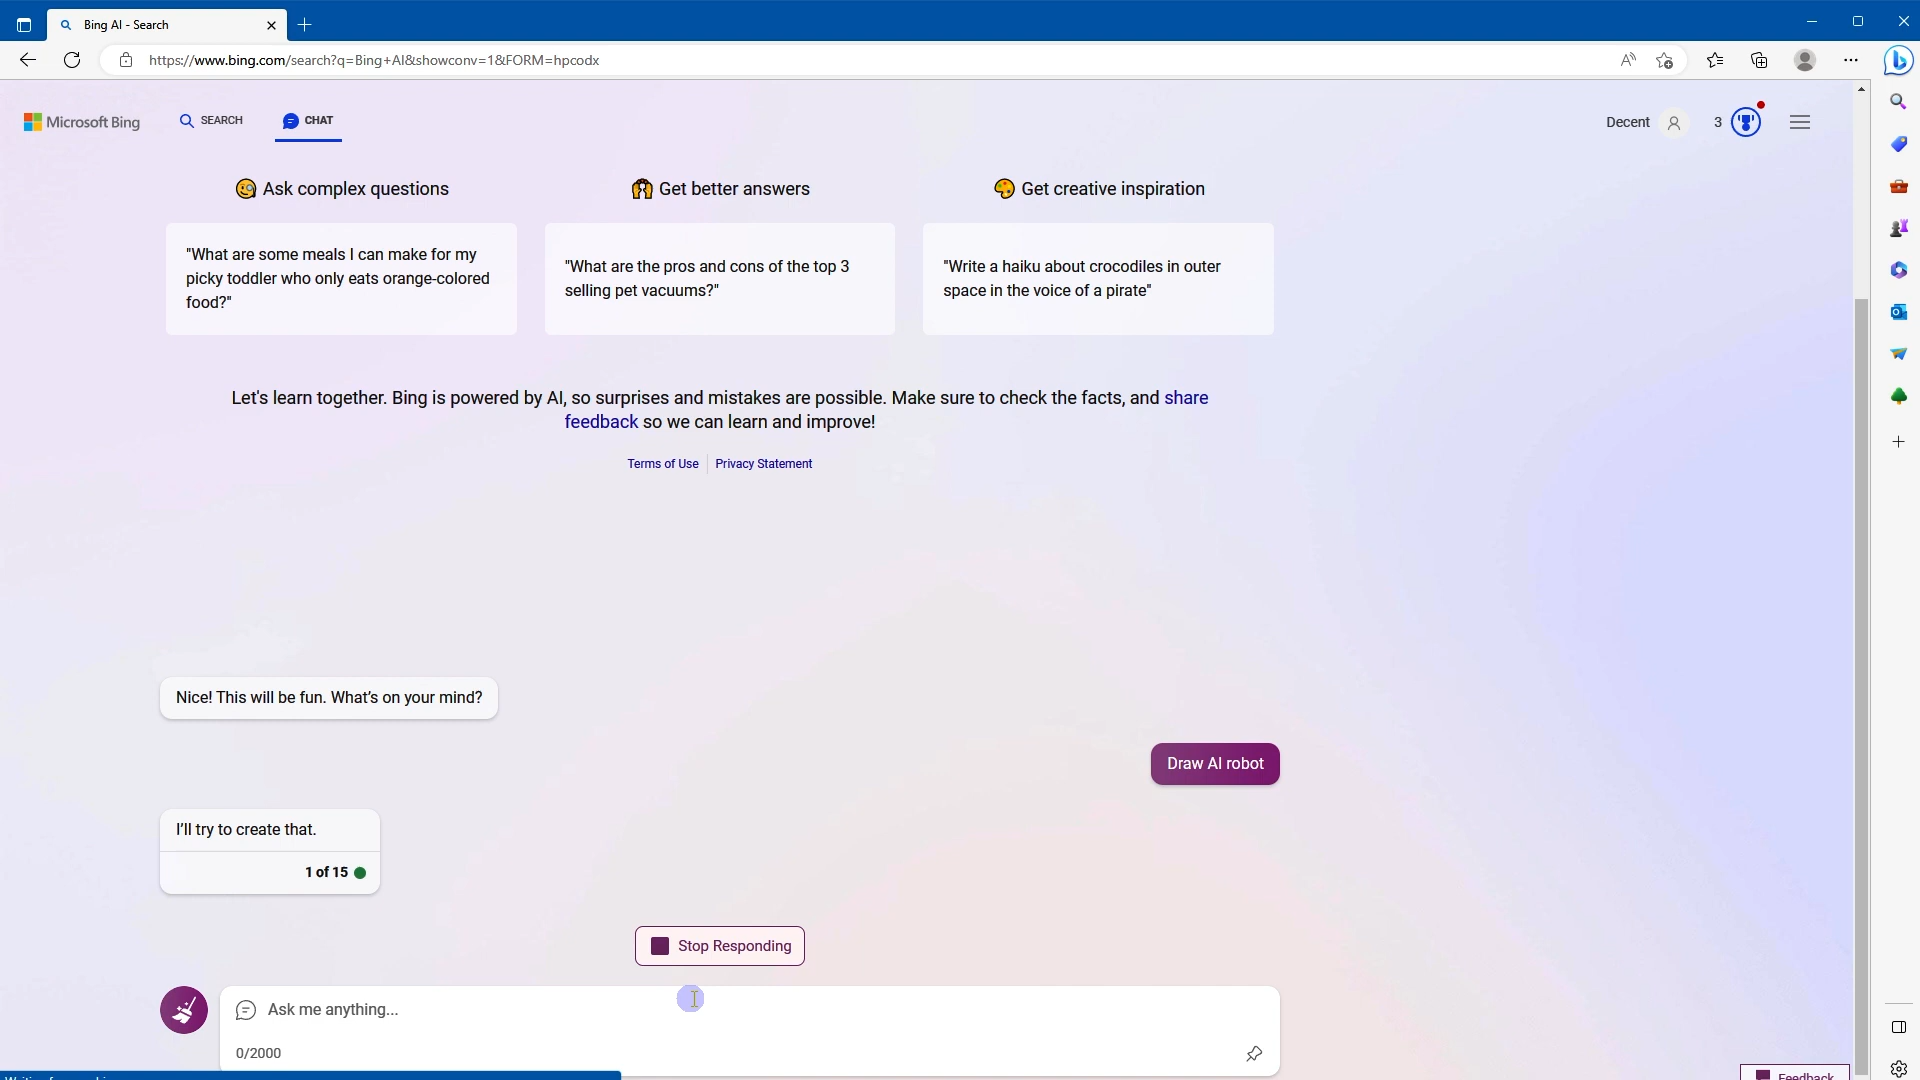 Bing AI - Search
https://www.bing.com/search?q=Bing+AI&showconv=1&FORM=hpcodx
Microsoft Bing
SEARCH
CHAT
Decent
3
Ask complex questions
Get better answers
Get creative inspiration
"What are some meals I can make for my
picky toddler who only eats orange-colored
food?"
"What are the pros and cons of the top 3
selling pet vacuums?"
"Write a haiku about crocodiles in outer
space in the voice of a pirate"
Let's learn together. Bing is powered by AI, so surprises and mistakes are possible. Make sure to check the facts, and share
feedback so we can learn and improve!
Terms of Use
Privacy Statement
Nice! This will be fun. What's on your mind?
Draw AI robot
I'll try to create that.
1 of 15
Stop Responding
Ask me anything...
0/2000
Feedback